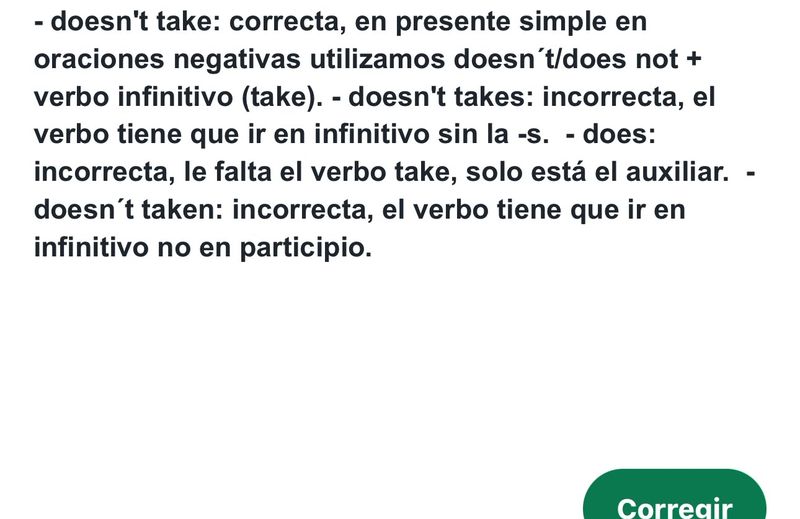 - doesn't take: correcta, en presente simple en
oraciones negativas utilizamos doesn´t/does not +
verbo infinitivo (take). - doesn't takes: incorrecta, el
verbo tiene que ir en infinitivo sin la -s.  - does:
incorrecta, le falta el verbo take, solo está el auxiliar.  -
doesn´t taken: incorrecta, el verbo tiene que ir en
infinitivo no en participio.
Corregir